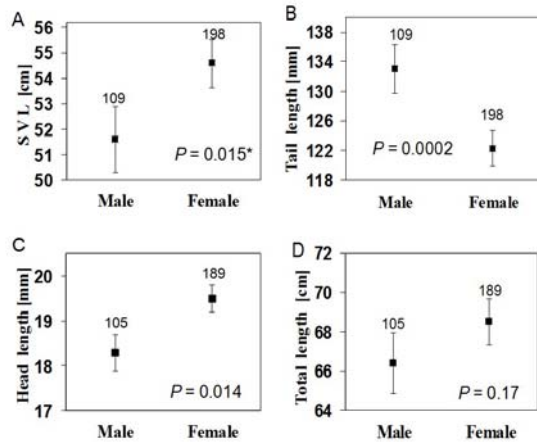 A
S V L [cm]
56
55
54
53
52
51
50
109
198
P = 0.015*
Male Female
B
Tail length [mm]
138
134
130
126
122
118
109
198
P = 0.0002
Male Female
C
Head length [mm]
20
19
18
17
105
189
P = 0.014
Male Female
D
Total length [cm]
72
70
68
66
64
105
189
P = 0.17
Male Female